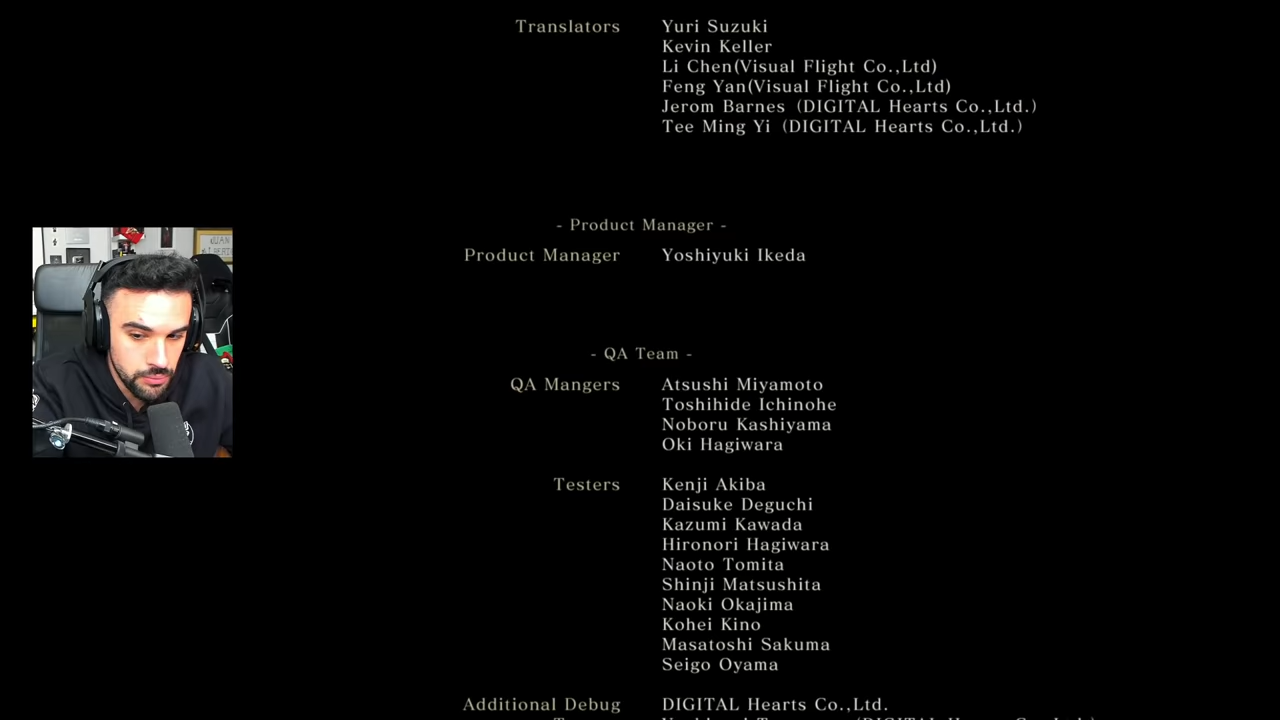 Translators Yuri Suzuki
Kevin Keller
Li Chen(Visual Flight Co.,Ltd)
Feng Yan(Visual Flight Co.,Ltd)
Jerom Barnes (DIGITAL Hearts Co.,Ltd.)
Tee Ming Yi (DIGITAL Hearts Co.,Ltd.)
- Product Manager -
Product Manager Yoshiyuki Ikeda
- QA Team -
QA Mangers Atsushi Miyamoto
Toshihide Ichinohe
Noboru Kashiyama
Oki Hagiwara
Testers Kenji Akiba
Daisuke Deguchi
Kazumi Kawada
Hironori Hagiwara
Naoto Tomita
Shinji Matsushita
Naoki Okajima
Kohei Kino
Masatoshi Sakuma
Seigo Oyama
Additional Debug DIGITAL Hearts Co.,Ltd.